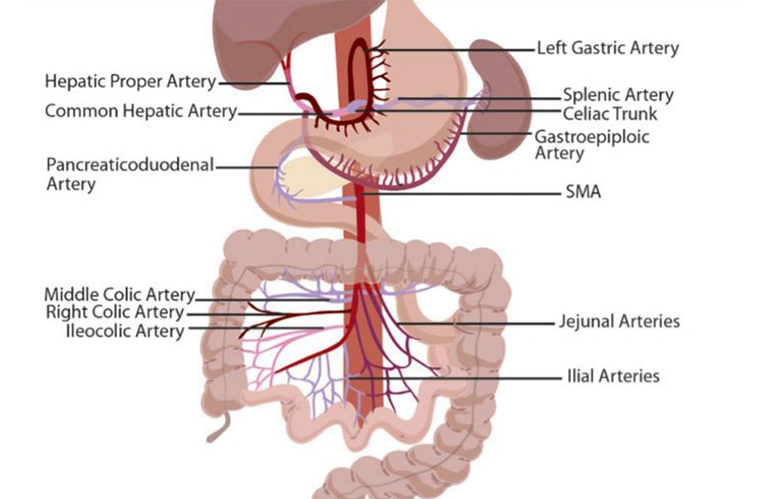 Left Gastric Artery
Hepatic Proper Artery
Splenic Artery
Common Hepatic Artery
Celiac Trunk
Gastroepiploic
Artery
Pancreaticoduodenal
Artery
SMA
Middle Colic Artery
Right Colic Artery
Ileocolic Artery
Jejunal Arteries
Ilial Arteries